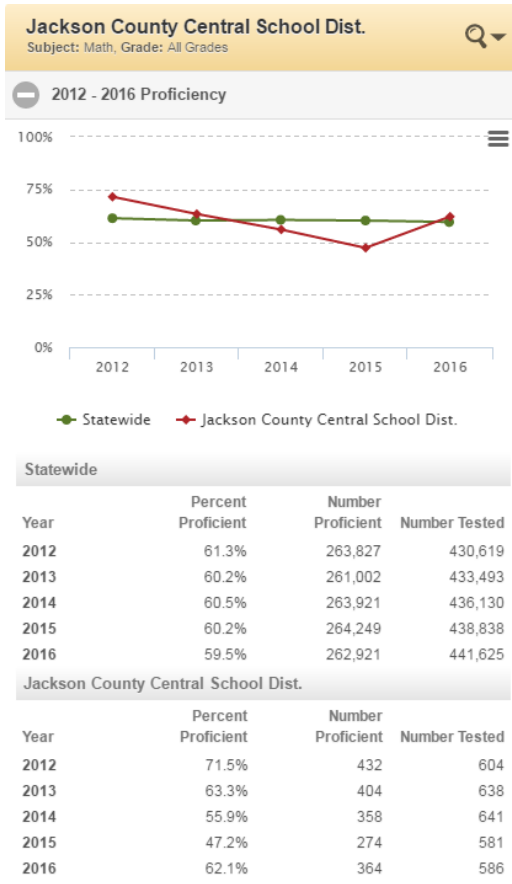 Jackson County Central School Dist.
Subject: Math, Grade: All Grades
2012 - 2016 Proficiency
100%
75%
50%
25%
0%
2012 2013 2014 2015 2016
Statewide Jackson County Central School Dist.
Statewide
Year Percent Proficient Number Proficient Number Tested
2012 61.3% 263,827 430,619
2013 60.2% 261,002 433,493
2014 60.5% 263,921 436,130
2015 60.2% 264,249 438,838
2016 59.5% 262,921 441,625
Jackson County Central School Dist.
Year Percent Proficient Number Proficient Number Tested
2012 71.5% 432 604
2013 63.3% 404 638
2014 55.9% 358 641
2015 47.2% 274 581
2016 62.1% 364 586